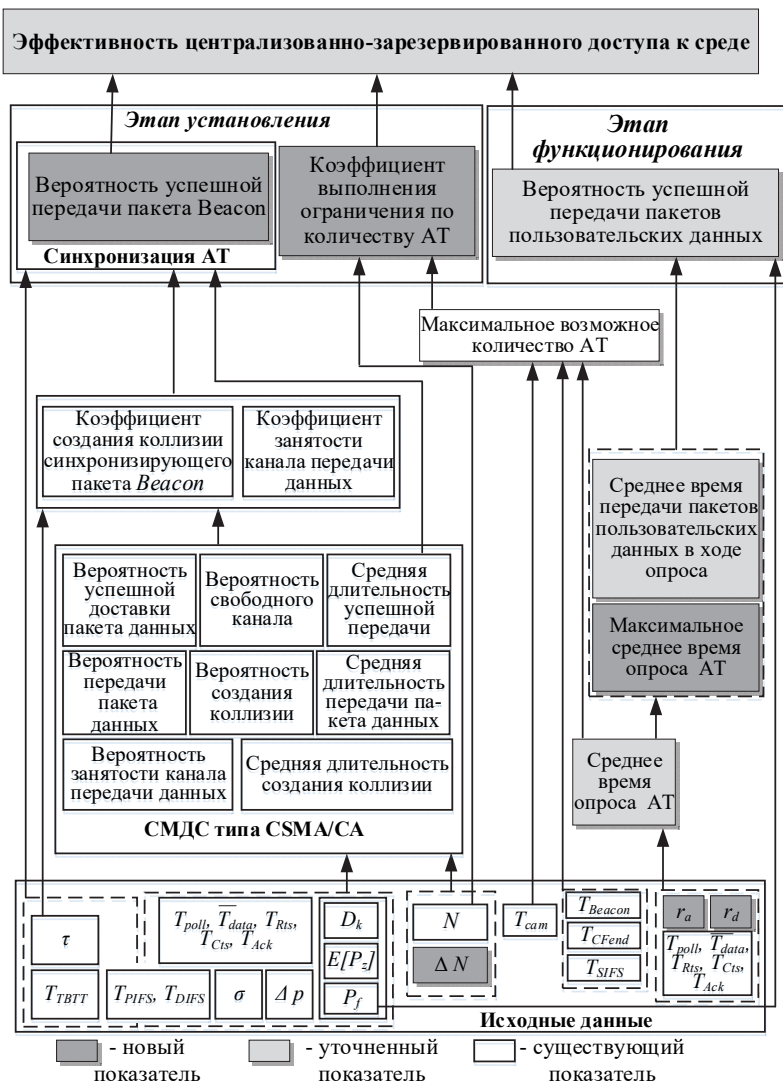 Эффективность централизованно-зарезервированного доступа к среде
Этап установления
Этап
функционирования
Вероятность успешной
передачи пакета Beacon
Синхронизация АТ
Коэффициент
выполнения
ограничения по
количеству АТ
Вероятность успешной
передачи пакетов
пользовательских данных
Максимальное возможное
количество АТ
Коэффициент
создания коллизии
синхронизирующего
пакета Beacon
Коэффициент
занятости
канала передачи
данных
Среднее время
передачи пакетов
пользовательских
данных в ходе
опроса
Максимальное
среднее время
опроса АТ
Вероятность
успешной
доставки
пакета данных
Вероятность
свободного
канала
Средняя
длительность
успешной
передачи
Вероятность
передачи
пакета
данных
Вероятность
создания
коллизии
Средняя
длительность
передачи па-
кета данных
Вероятность
занятости канала
передачи данных
Средняя длительность
создания коллизии
СМДС типа CSMA/CA
Среднее
время
опроса АТ
τ
T_TBTT
T_poll, T̅_data, T_Rts,
T_Cts, T_Ack
T_PIFS, T_DIFS
σ
Δp
D_k
E[P_z]
P_f
N
Δ N
T_cam
T_Beacon
T_CFend
T_SIFS
r_a
r_d
T_poll, T̅_data,
T_Rts, T_Cts,
T_Ack
Исходные данные
- новый
показатель
- уточненный
показатель
- существующий
показатель